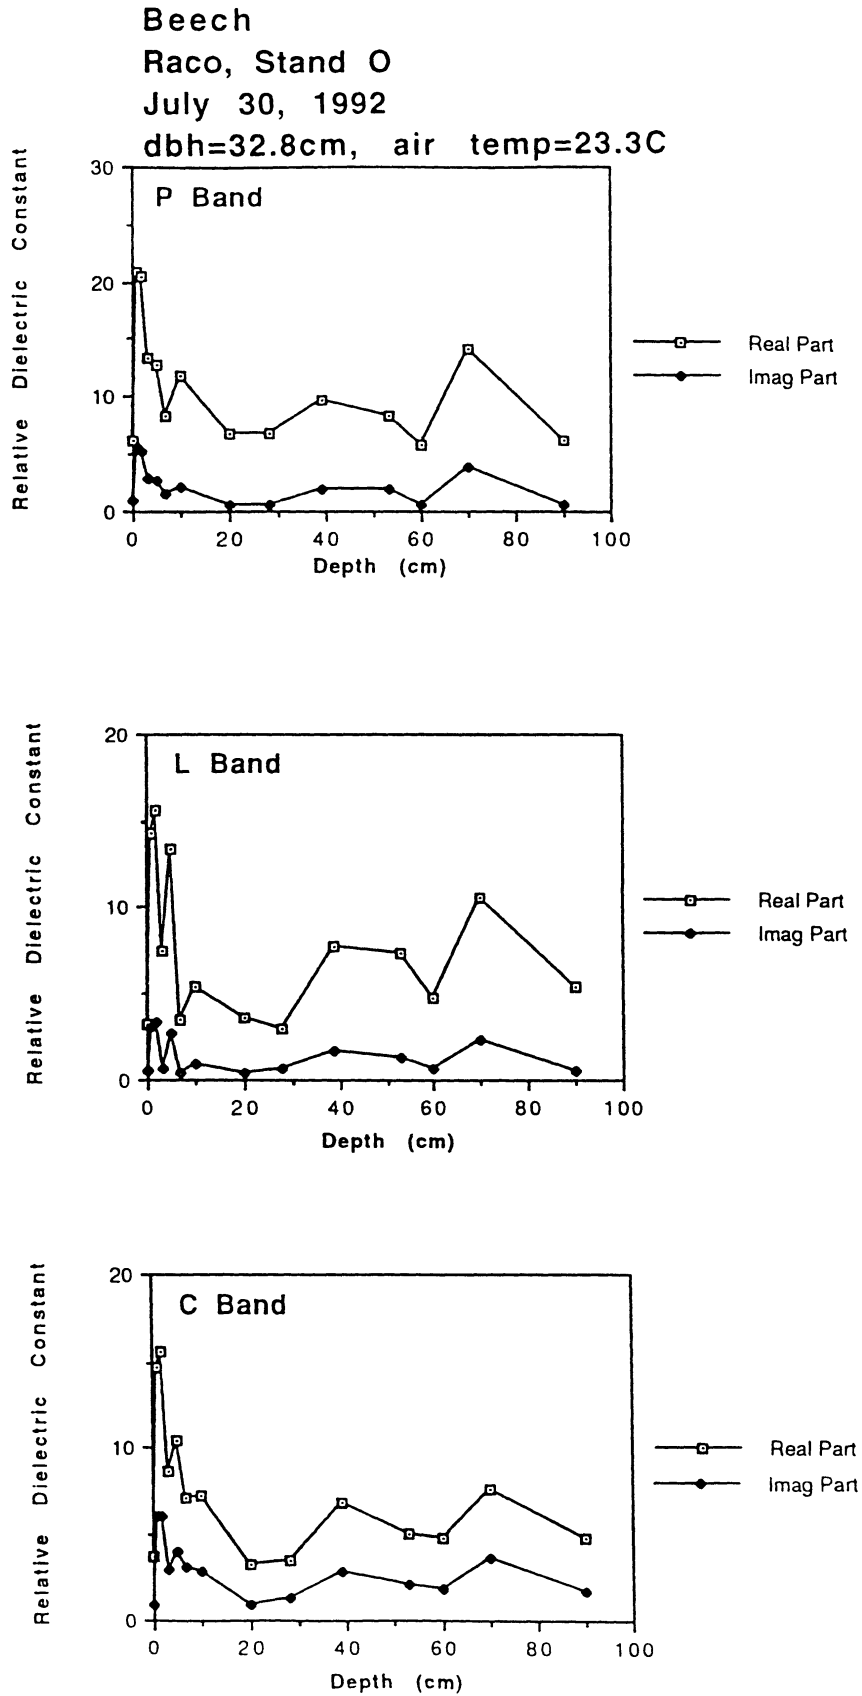 Beech
Raco, Stand O
July 30, 1992
dbh=32.8cm, air temp=23.3C
P Band
Relative Dielectric Constant
30
20
10
0
0 20 40 60 80 100
Depth (cm)
Real Part
Imag Part
L Band
Relative Dielectric Constant
20
10
0
0 20 40 60 80 100
Depth (cm)
Real Part
Imag Part
C Band
Relative Dielectric Constant
20
10
0
0 20 40 60 80 100
Depth (cm)
Real Part
Imag Part